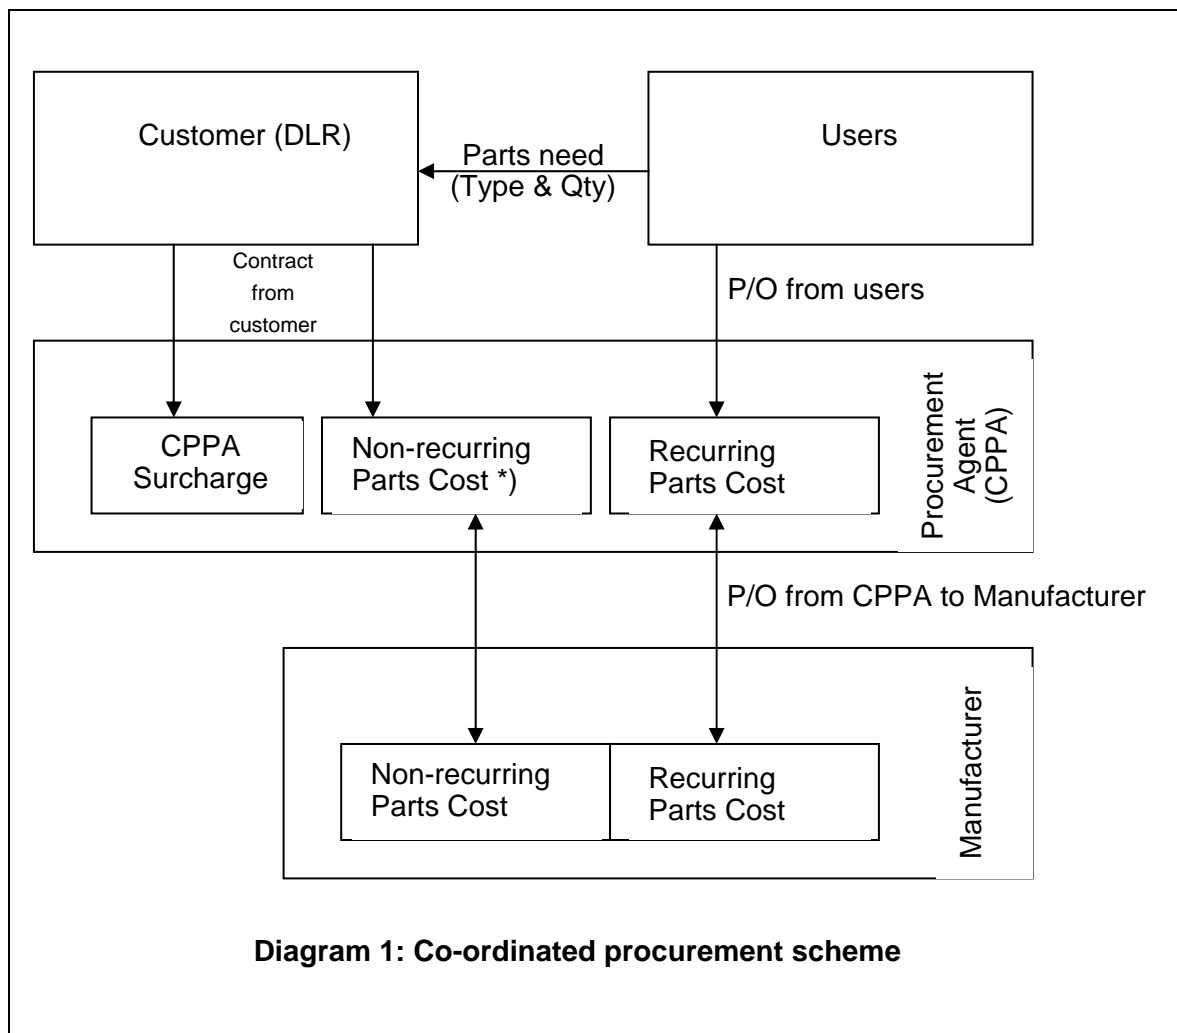 Customer (DLR)
Users
Parts need
(Type & Qty)
Contract
from
customer
P/O from users
CPPA
Surcharge
Non-recurring
Parts Cost *)
Recurring
Parts Cost
Procurement
Agent
(CPPA)
P/O from CPPA to Manufacturer
Non-recurring
Parts Cost
Recurring
Parts Cost
Manufacturer
Diagram 1: Co-ordinated procurement scheme